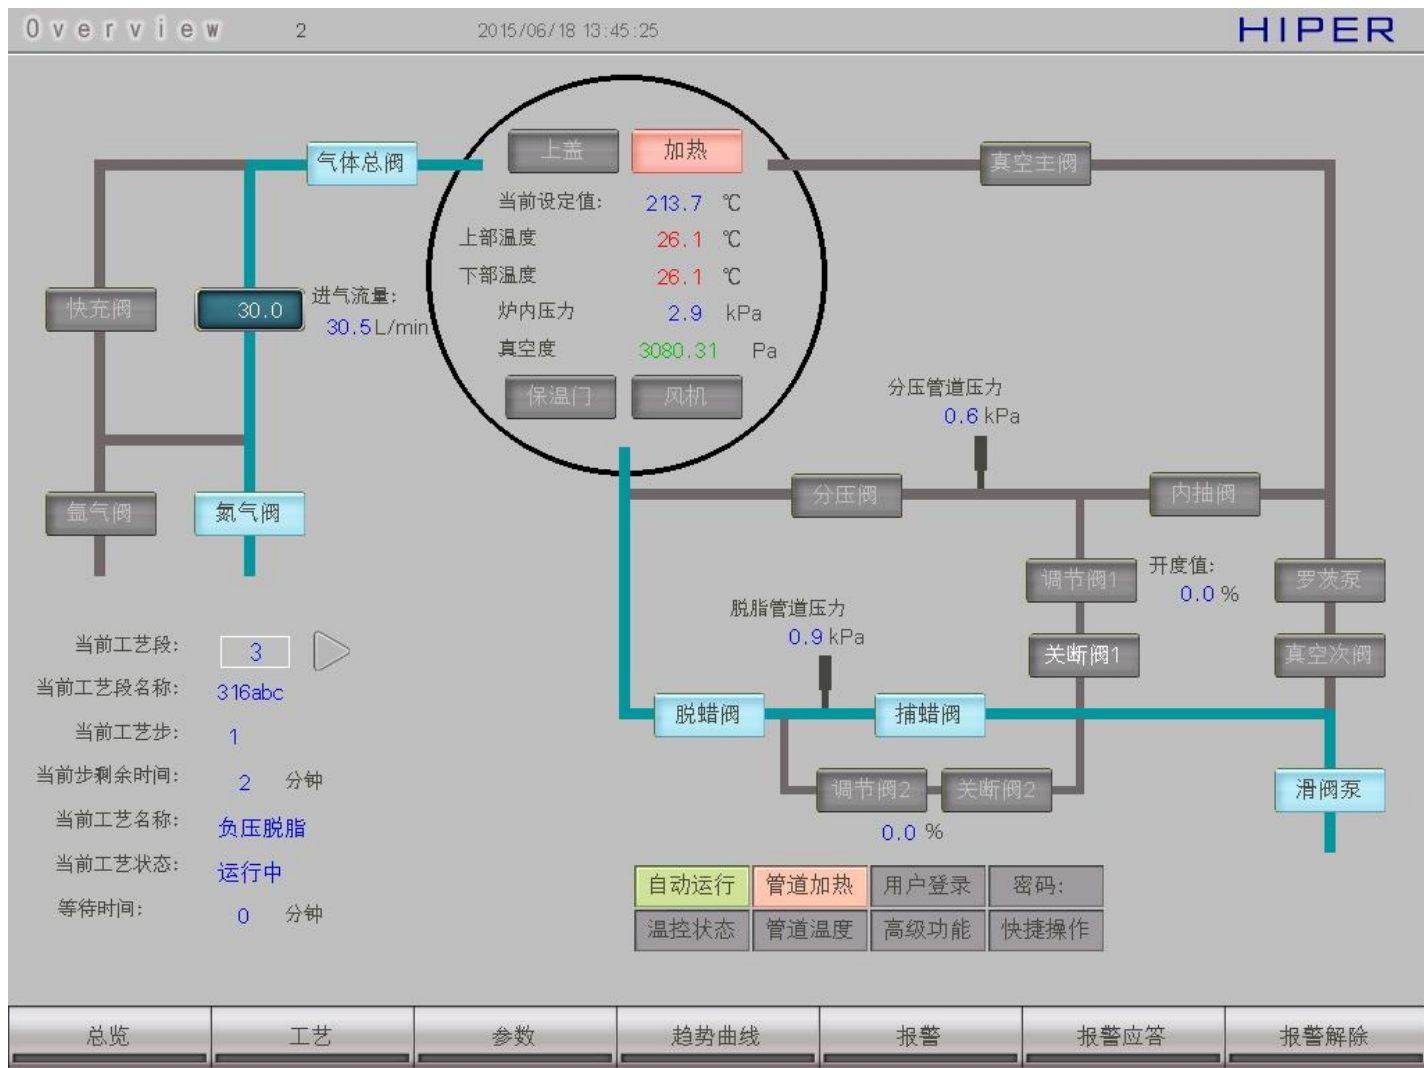 Overview 2 2015/06/18 13:45:25 HIPER
气体总阀 上盖 加热 真空主阀
当前设定值: 213.7 ℃
上部温度 26.1 ℃
下部温度 26.1 ℃
快充阀 30.0 进气流量:
30.5 L/min
炉内压力 2.9 kPa
真空度 3080.31 Pa
保温门 风机
分压管道压力
0.6 kPa
氩气阀 氮气阀 分压阀 内抽阀
调节阀1 开度值: 罗茨泵
0.0 %
脱脂管道压力
0.9 kPa
关断阀1 真空次阀
脱蜡阀 捕蜡阀
调节阀2 关断阀2 滑阀泵
0.0 %
当前工艺段: 3
当前工艺段名称: 316abc
当前工艺步: 1
当前步剩余时间: 2 分钟
当前工艺名称: 负压脱脂
当前工艺状态: 运行中
等待时间: 0 分钟
自动运行 管道加热 用户登录 密码:
温控状态 管道温度 高级功能 快捷操作
总览 工艺 参数 趋势曲线 报警 报警应答 报警解除